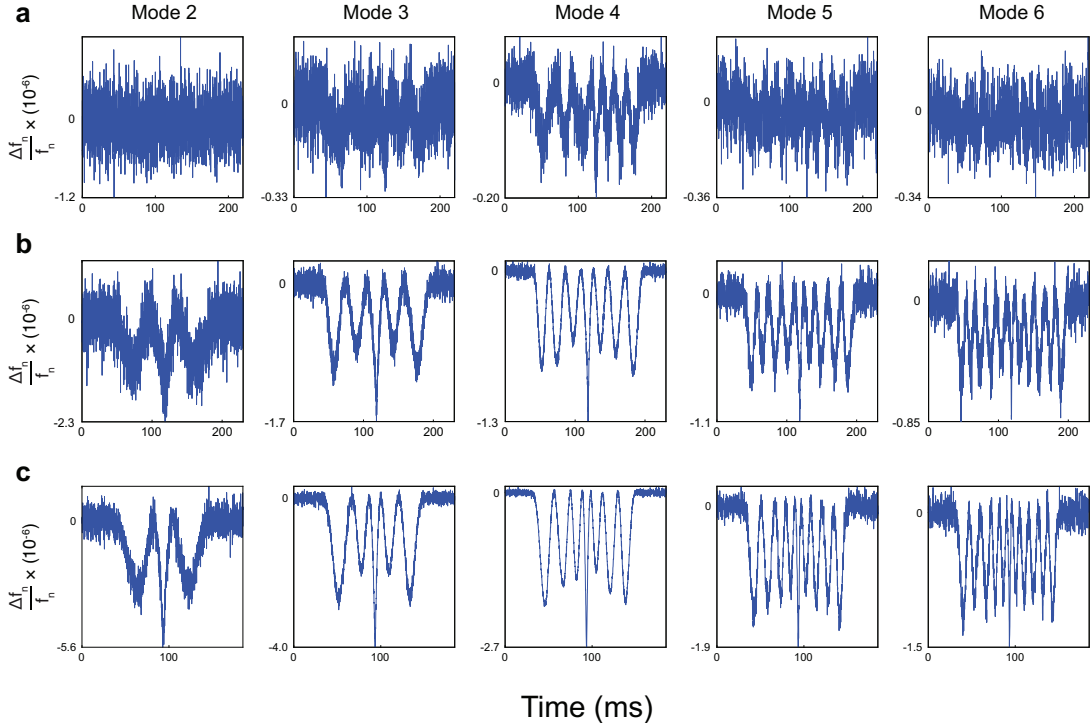 a Mode 2 Mode 3 Mode 4 Mode 5 Mode 6
Δfₙ/fₙ × (10⁻⁶)
0 0 0 0 0
-1.2 -0.33 -0.20 -0.36 -0.34
0 100 200 0 100 200 0 100 200 0 100 200 0 100 200
b
Δfₙ/fₙ × (10⁻⁶)
0 0 0 0 0
-2.3 -1.7 -1.3 -1.1 -0.85
0 100 200 0 100 200 0 100 200 0 100 200 0 100 200
c
Δfₙ/fₙ × (10⁻⁶)
0 0 0 0 0
-5.6 -4.0 -2.7 -1.9 -1.5
100 100 100 100 100
Time (ms)